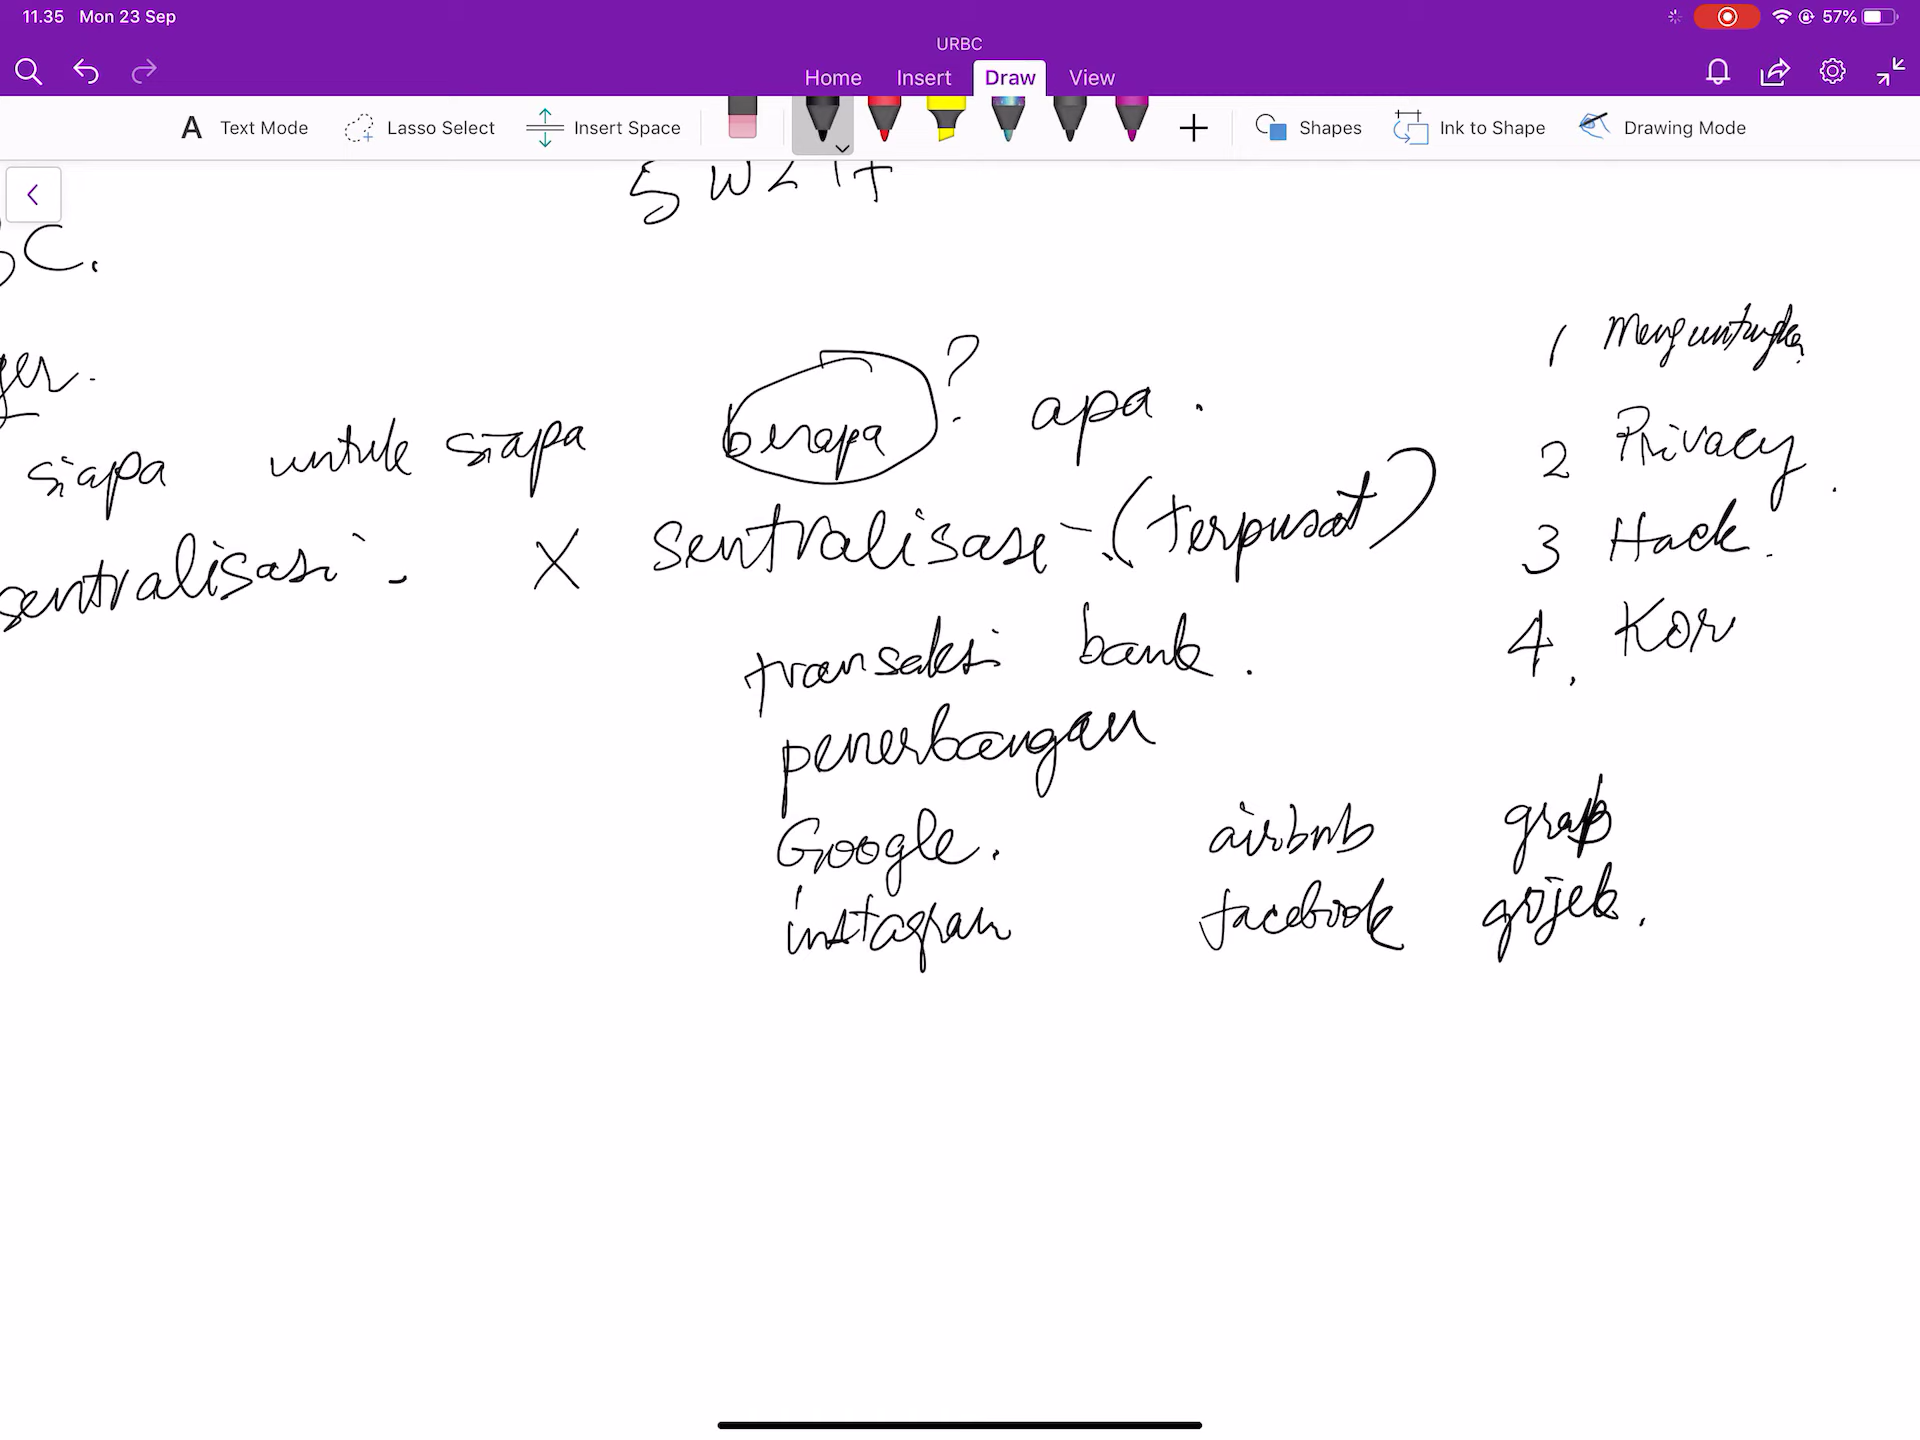 11.35 Mon 23 Sep
57%
URBC
Home Insert Draw View
A Text Mode Lasso Select Insert Space Shapes Ink to Shape Drawing Mode
C.
siapa untuk siapa berapa? apa.
sentralisasi - X sentralisasi - (terpusat)
transaksi bank.
penerbangan
Google. airbnb grab
instagram facebook gojek.
1
2 Privacy.
3 Hack.
4. Kor